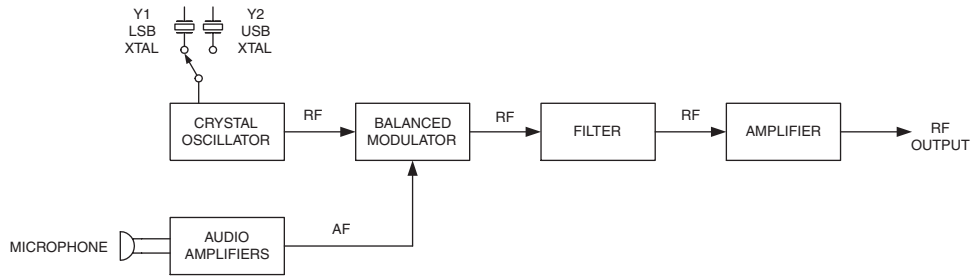 Y1
LSB
XTAL
Y2
USB
XTAL
CRYSTAL
OSCILLATOR
RF
BALANCED
MODULATOR
RF
FILTER
RF
AMPLIFIER
RF
OUTPUT
MICROPHONE
AUDIO
AMPLIFIERS
AF